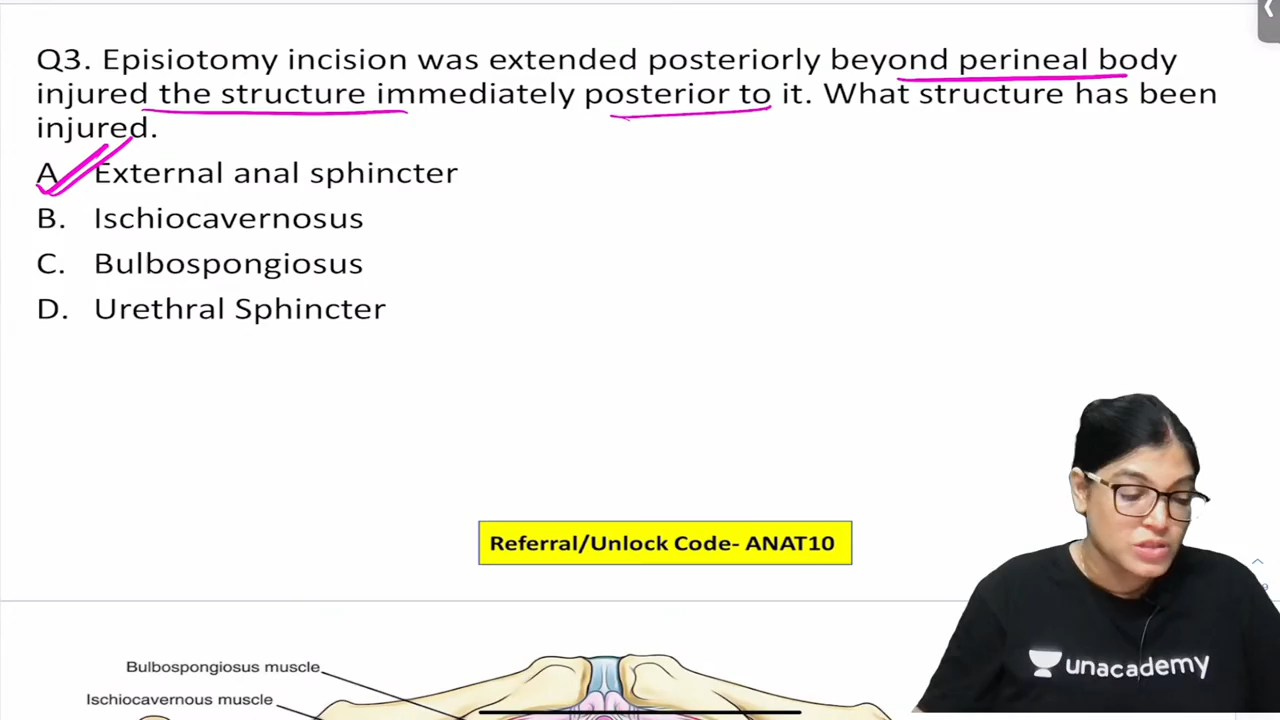 Q3. Episiotomy incision was extended posteriorly beyond perineal body
injured the structure immediately posterior to it. What structure has been
injured.
A. External anal sphincter
B. Ischiocavernosus
C. Bulbospongiosus
D. Urethral Sphincter
Referral/Unlock Code- ANAT10
unacademy
Bulbospongiosus muscle
Ischiocavernous muscle